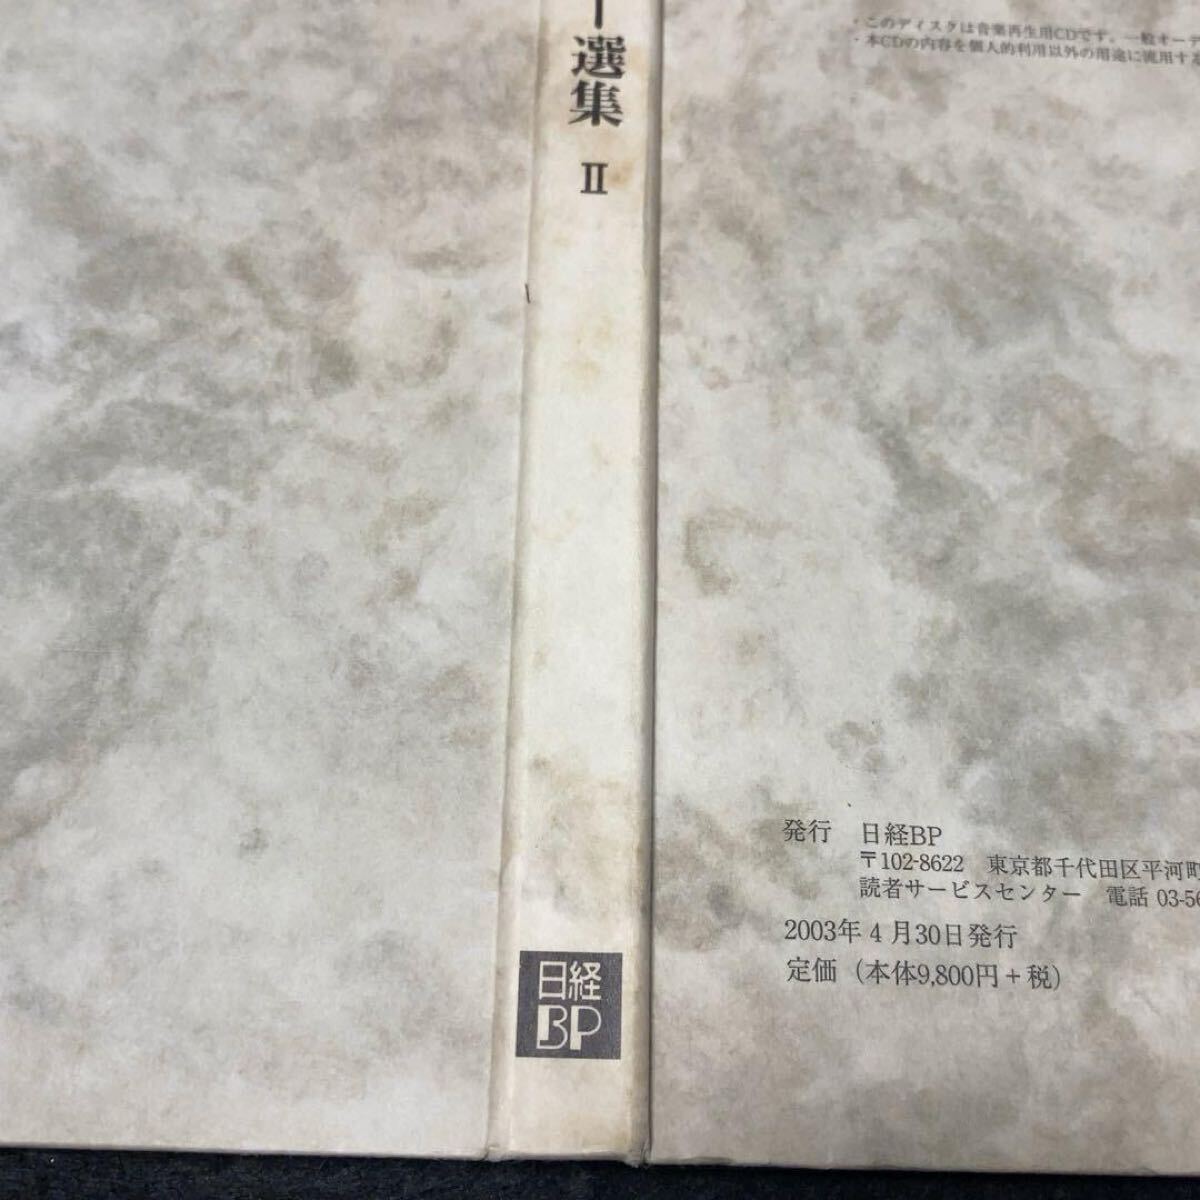 ー選集 II
日経
BP
・このディスクは音楽再生用CDです。一般オーデ
・本CDの内容を個人的利用以外の用途に流用する
発行 日経BP
〒102-8622 東京都千代田区平河町
読者サービスセンター 電話 03-56
2003年4月30日発行
定価（本体9,800円+税）